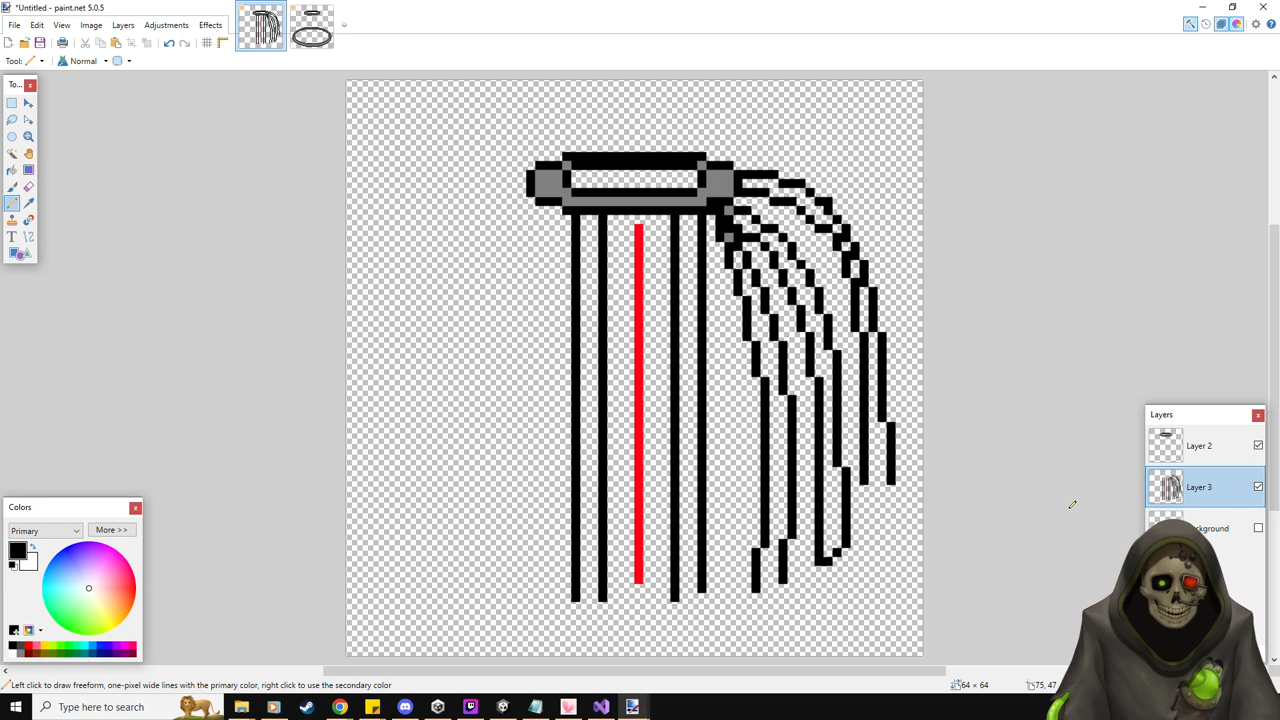 *Untitled - paint.net 5.0.5
File Edit View Image Layers Adjustments Effects
Tool: Normal
To...
Layers
Layer 2
Layer 3
ckground
Colors
Primary
More >>
Left click to draw freeform, one-pixel wide lines with the primary color, right click to use the secondary color
64 × 64
75, 47
Type here to search